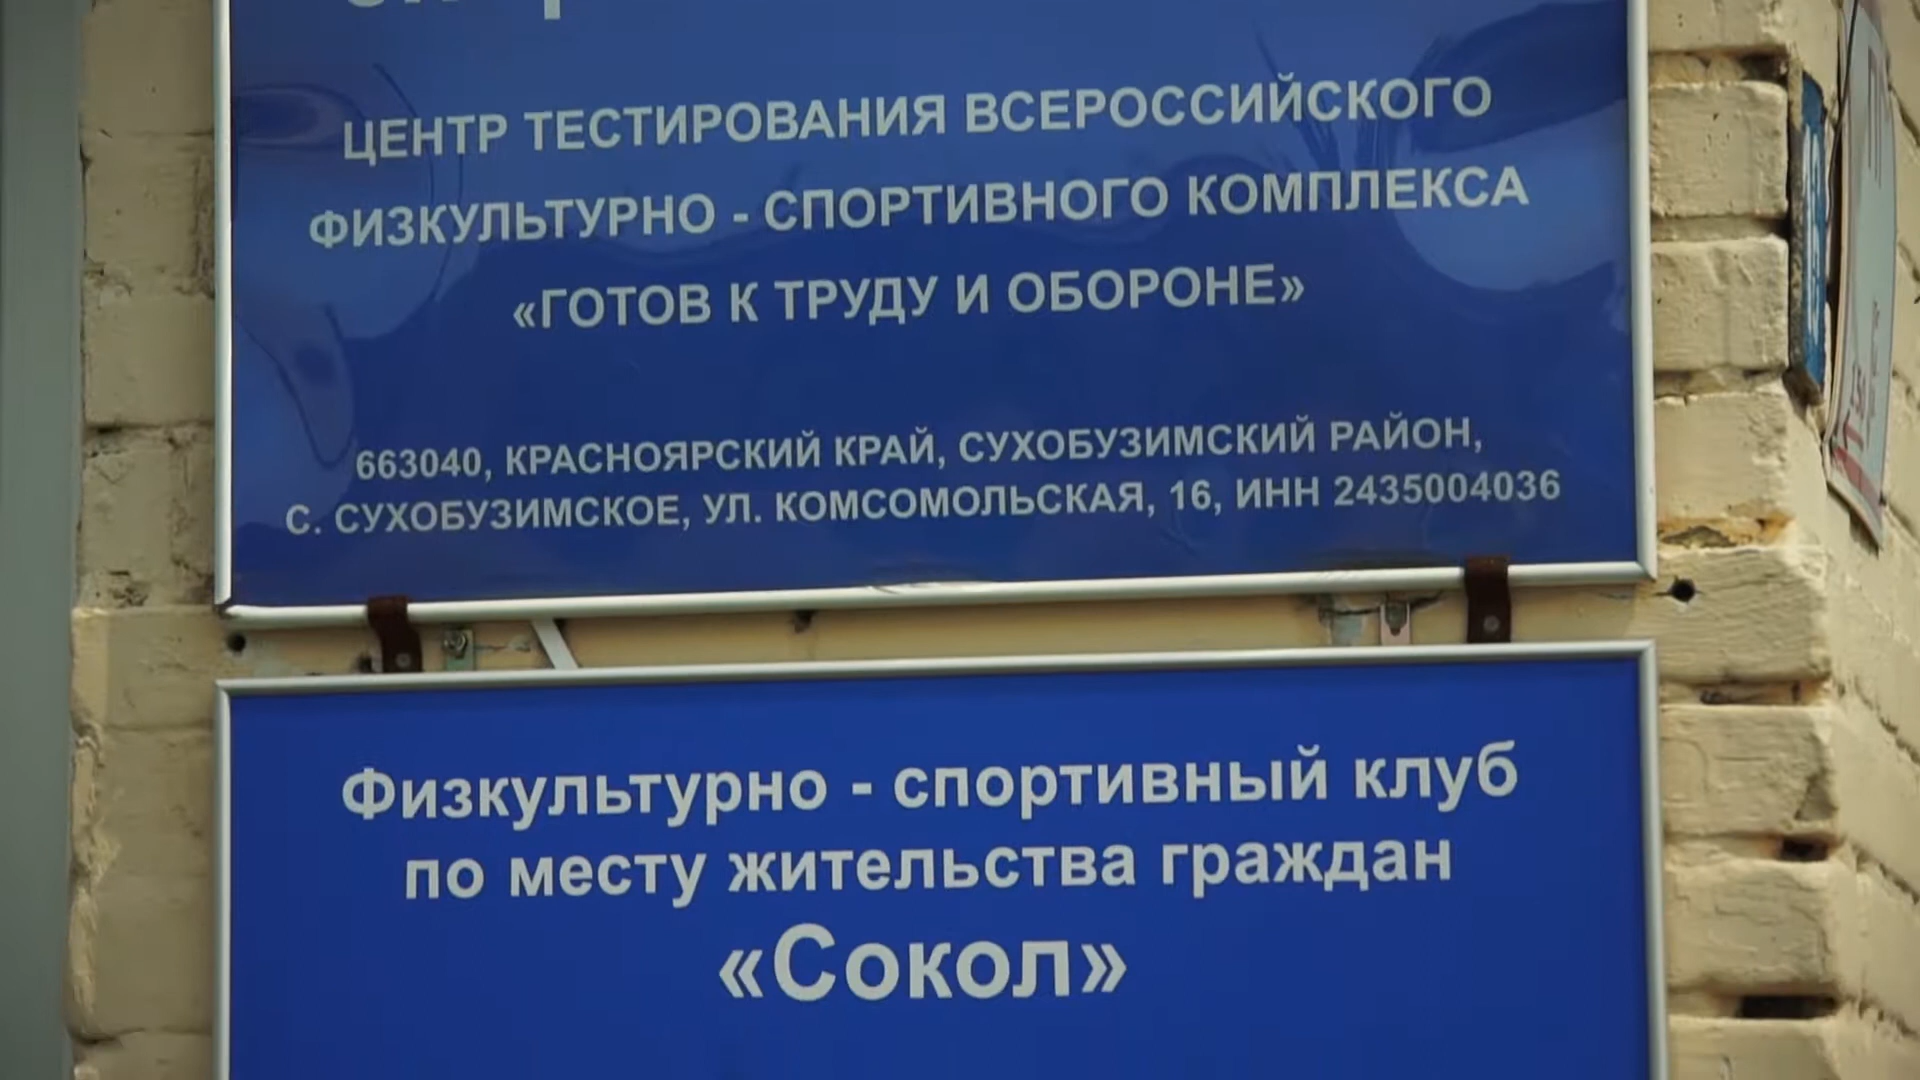 ЦЕНТР ТЕСТИРОВАНИЯ ВСЕРОССИЙСКОГО
ФИЗКУЛЬТУРНО - СПОРТИВНОГО КОМПЛЕКСА
«ГОТОВ К ТРУДУ И ОБОРОНЕ»
663040, КРАСНОЯРСКИЙ КРАЙ, СУХОБУЗИМСКИЙ РАЙОН,
С. СУХОБУЗИМСКОЕ, УЛ. КОМСОМОЛЬСКАЯ, 16, ИНН 2435004036
Физкультурно - спортивный клуб
по месту жительства граждан
«Сокол»